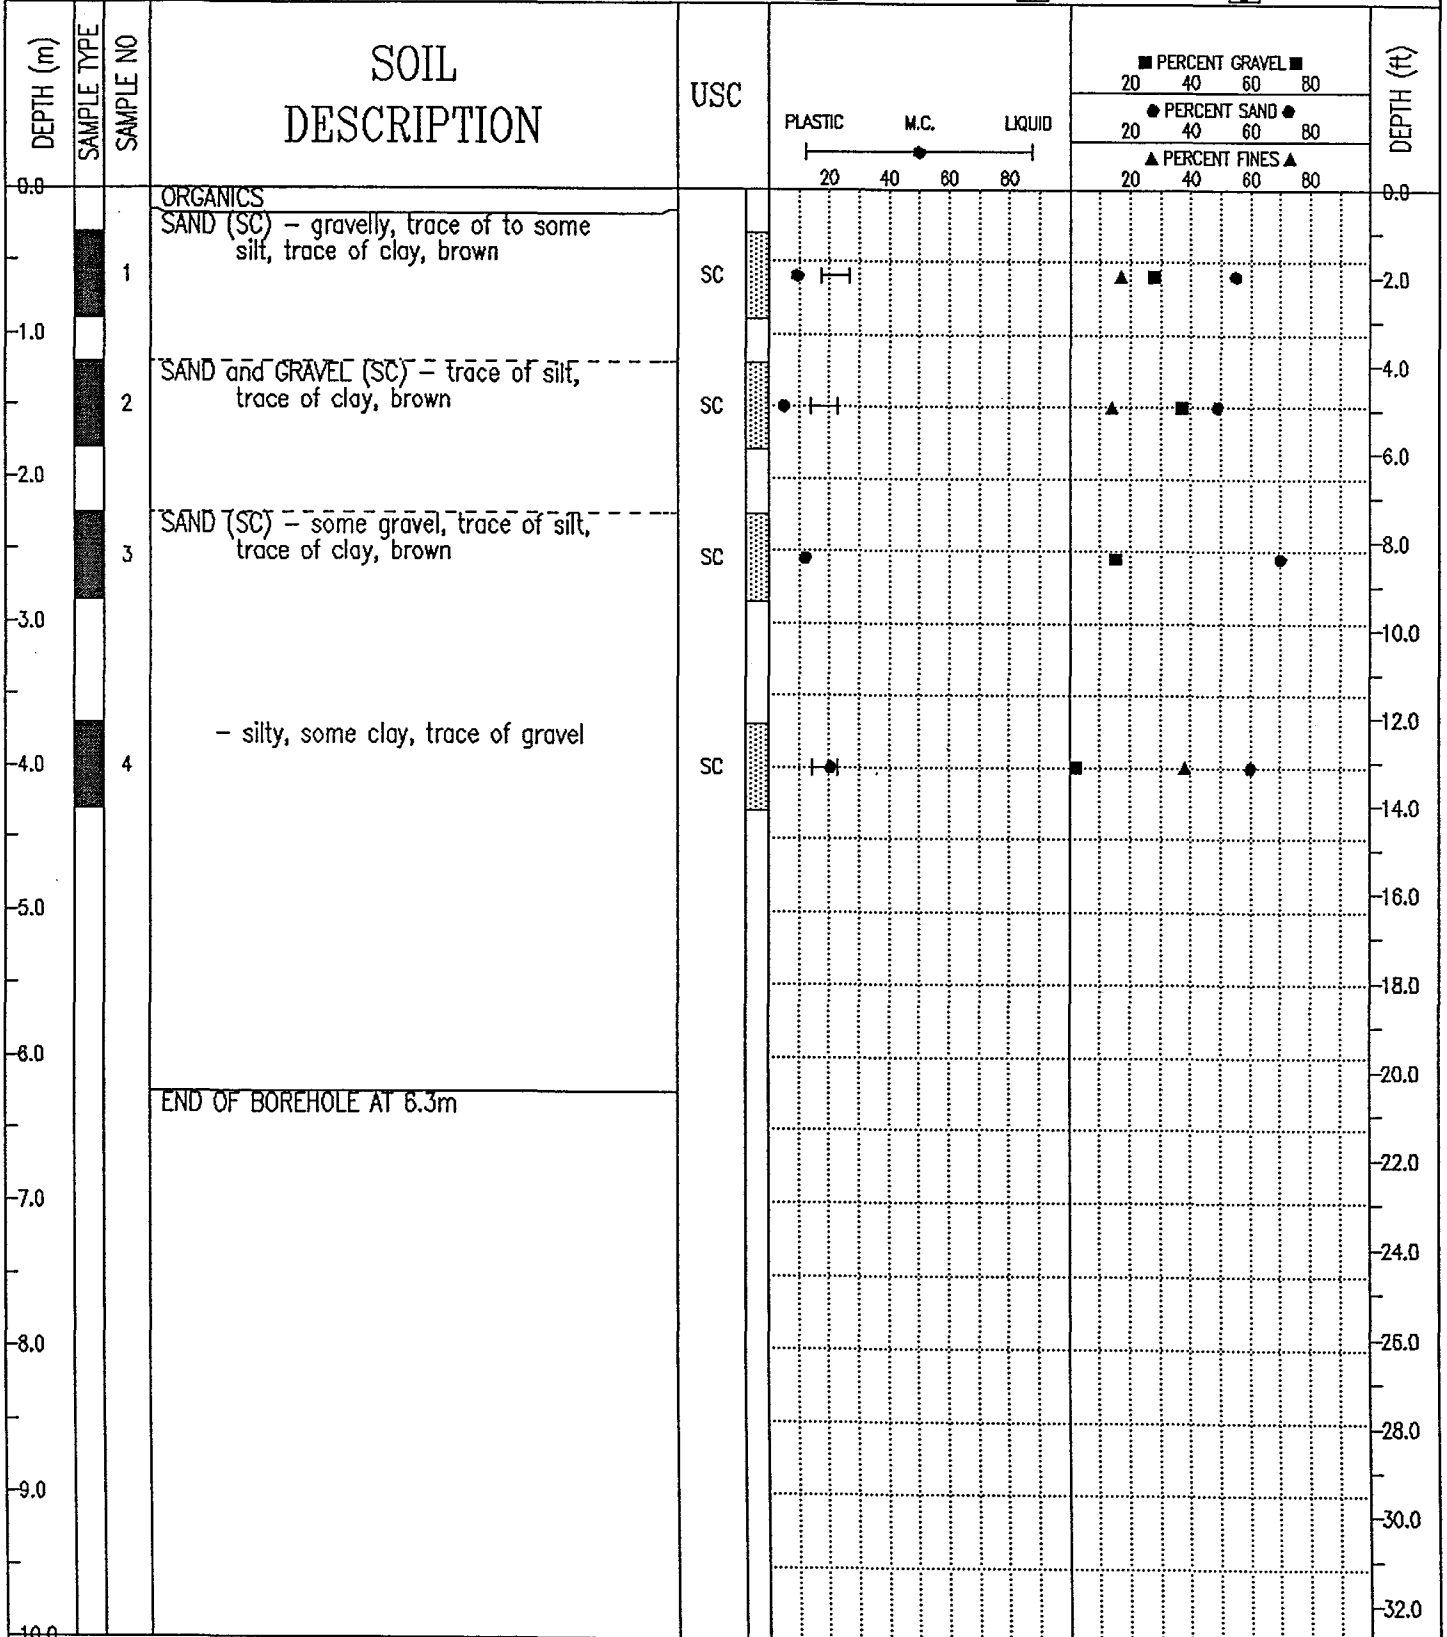 DEPTH (m)
SAMPLE TYPE
SAMPLE NO
SOIL
DESCRIPTION
USC
PLASTIC M.C. LIQUID
20 40 60 80
■ PERCENT GRAVEL ■
20 40 60 80
● PERCENT SAND ●
20 40 60 80
▲ PERCENT FINES ▲
20 40 60 80
DEPTH (ft)
0.0
ORGANICS
0.0
SAND (SC) – gravelly, trace of to some
silt, trace of clay, brown
1
SC
2.0
1.0
SAND and GRAVEL (SC) – trace of silt,
trace of clay, brown
4.0
2
SC
6.0
2.0
SAND (SC) – some gravel, trace of silt,
trace of clay, brown
3
SC
8.0
3.0
10.0
12.0
– silty, some clay, trace of gravel
4.0
4
SC
14.0
5.0
16.0
18.0
6.0
20.0
END OF BOREHOLE AT 6.3m
22.0
7.0
24.0
8.0
26.0
28.0
9.0
30.0
32.0
10.0